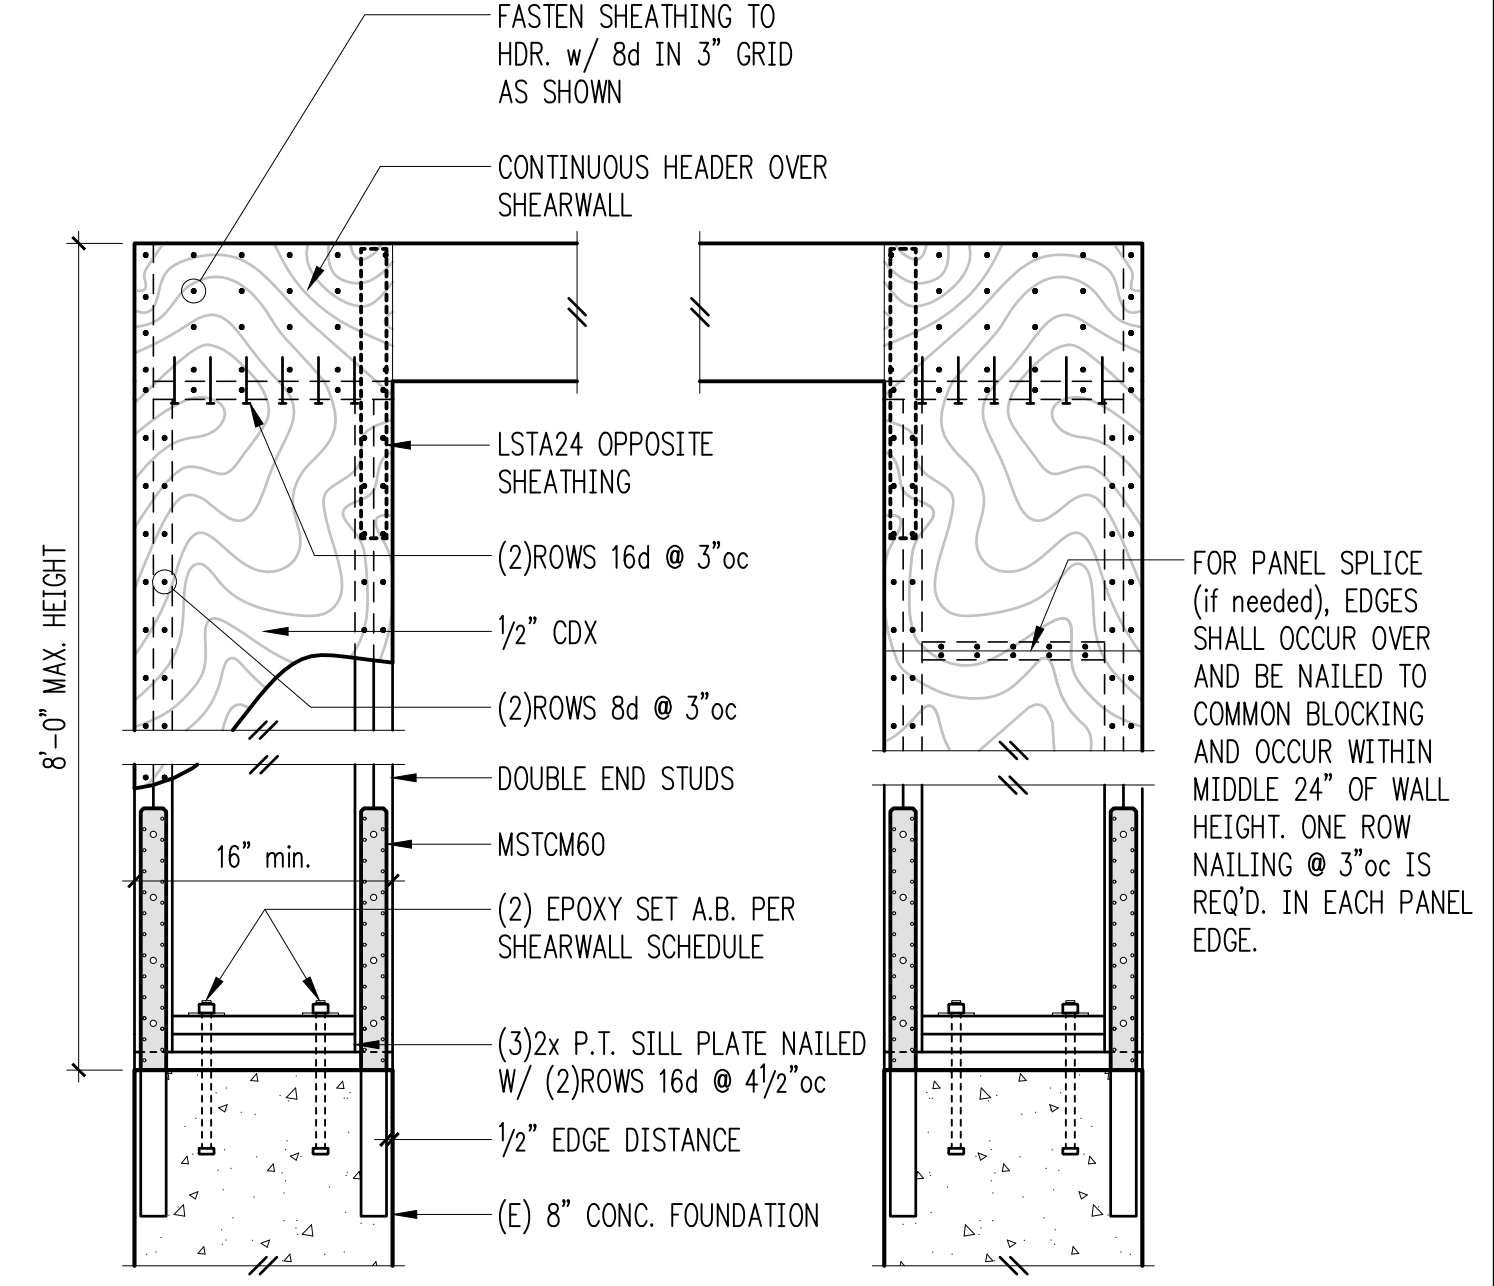 FASTEN SHEATHING TO
HDR. w/ 8d IN 3” GRID
AS SHOWN
CONTINUOUS HEADER OVER
SHEARWALL
LSTA24 OPPOSITE
SHEATHING
(2)ROWS 16d @ 3”oc
1/2” CDX
(2)ROWS 8d @ 3”oc
DOUBLE END STUDS
MSTCM60
(2) EPOXY SET A.B. PER
SHEARWALL SCHEDULE
(3)2x P.T. SILL PLATE NAILED
W/ (2)ROWS 16d @ 4 1/2”oc
1/2” EDGE DISTANCE
(E) 8” CONC. FOUNDATION
8’-0” MAX. HEIGHT
16” min.
FOR PANEL SPLICE
(if needed), EDGES
SHALL OCCUR OVER
AND BE NAILED TO
COMMON BLOCKING
AND OCCUR WITHIN
MIDDLE 24” OF WALL
HEIGHT. ONE ROW
NAILING @ 3”oc IS
REQ’D. IN EACH PANEL
EDGE.